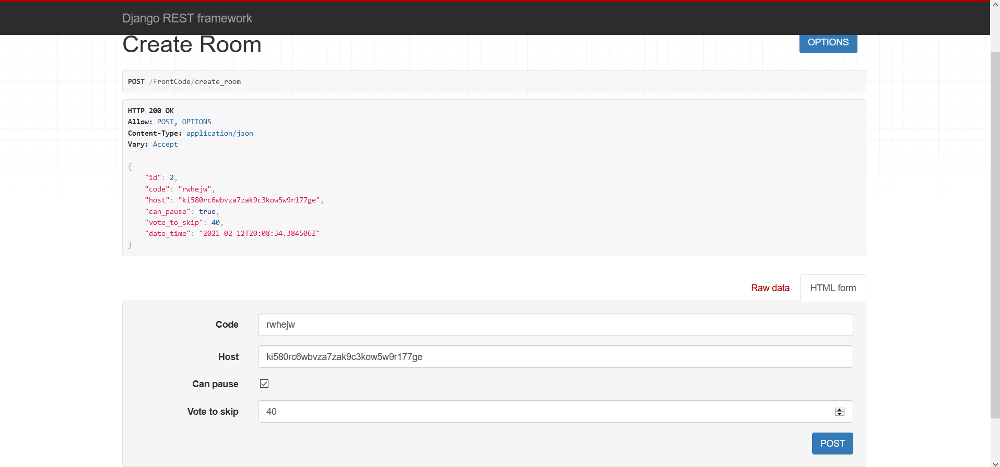 Django REST framework
Create Room
OPTIONS
POST /frontCode/create_room
HTTP 200 OK
Allow: POST, OPTIONS
Content-Type: application/json
Vary: Accept
{
"id": 2,
"code": "rwhejw",
"host": "ki580rc6wbvza7zak9c3kow5w9r177ge",
"can_pause": true,
"vote_to_skip": 40,
"date_time": "2021-02-12T20:08:34.384506Z"
}
Raw data
HTML form
Code
rwhejw
Host
ki580rc6wbvza7zak9c3kow5w9r177ge
Can pause
Vote to skip
40
POST